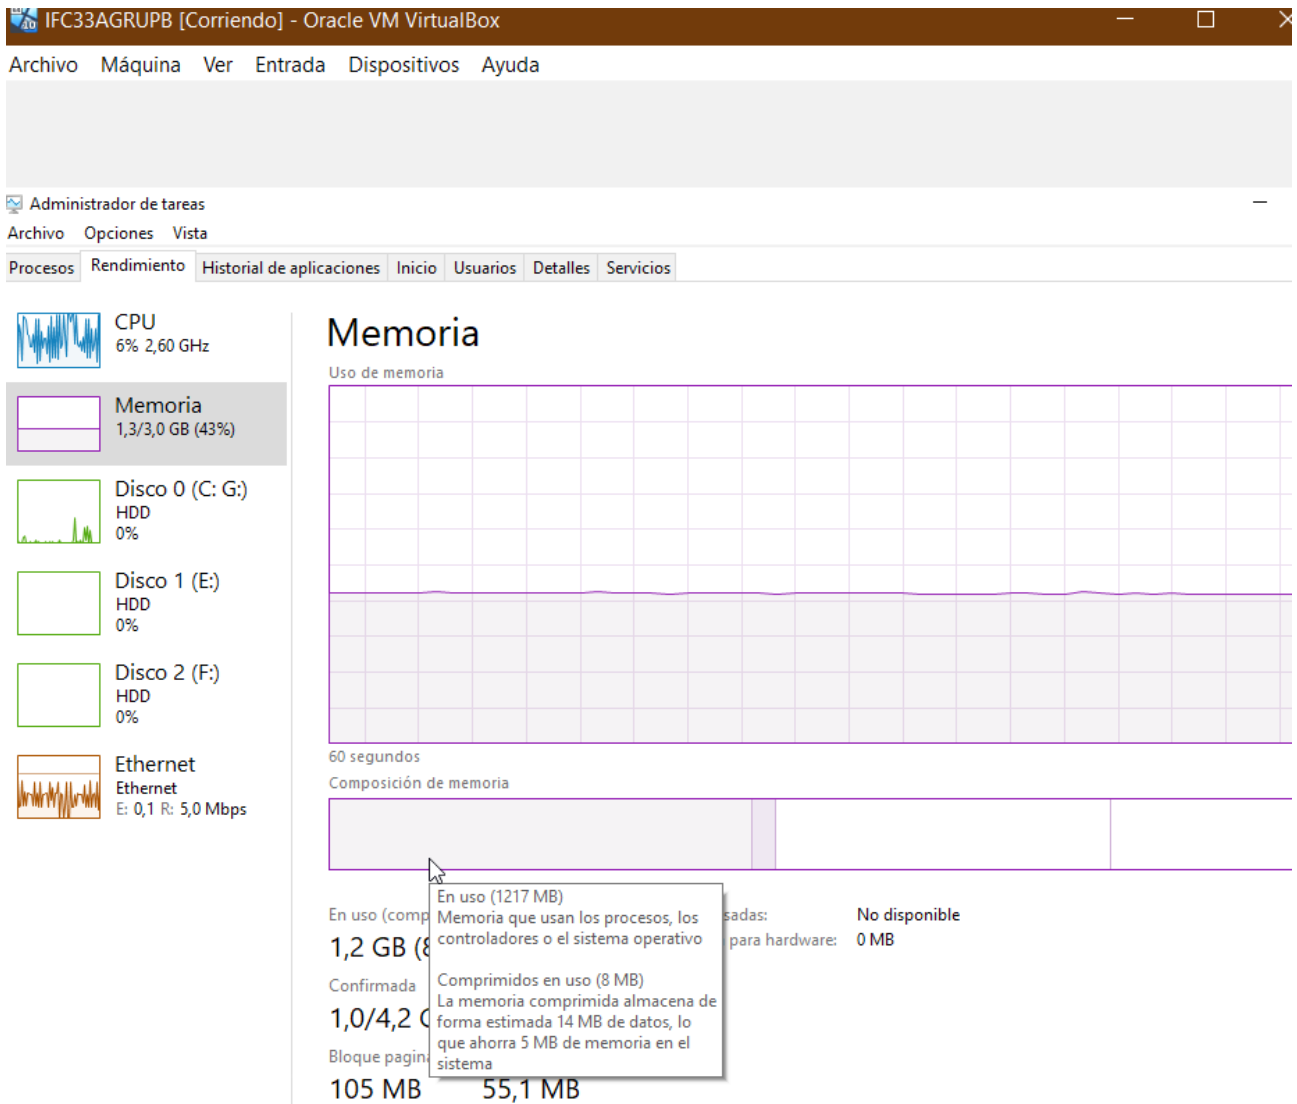 IFC33AGRUPB [Corriendo] - Oracle VM VirtualBox
Archivo Máquina Ver Entrada Dispositivos Ayuda
Administrador de tareas
Archivo Opciones Vista
Procesos Rendimiento Historial de aplicaciones Inicio Usuarios Detalles Servicios
CPU
6% 2,60 GHz
Memoria
1,3/3,0 GB (43%)
Disco 0 (C: G:)
HDD
0%
Disco 1 (E:)
HDD
0%
Disco 2 (F:)
HDD
0%
Ethernet
Ethernet
E: 0,1 R: 5,0 Mbps
Memoria
Uso de memoria
60 segundos
Composición de memoria
En uso (1217 MB)
Memoria que usan los procesos, los
controladores o el sistema operativo
Comprimidos en uso (8 MB)
La memoria comprimida almacena de
forma estimada 14 MB de datos, lo
que ahorra 5 MB de memoria en el
sistema
En uso (comp
1,2 GB (8
Confirmada
1,0/4,2
Bloque pagin
105 MB 55,1 MB
sadas: No disponible
para hardware: 0 MB